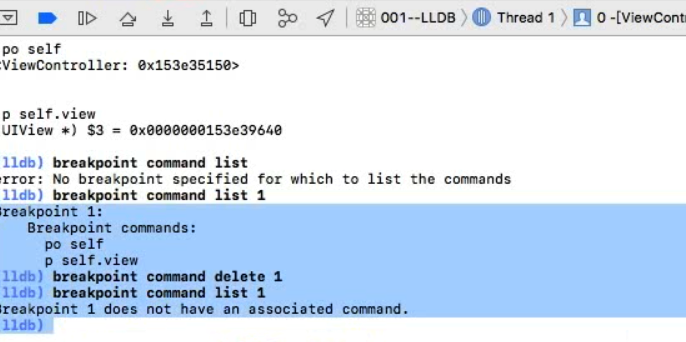 001--LLDB 〉 Thread 1 〉 0 -[ViewContr
po self
<ViewController: 0x153e35150>
p self.view
UIView *) $3 = 0x0000000153e39640
lldb) breakpoint command list
error: No breakpoint specified for which to list the commands
lldb) breakpoint command list 1
Breakpoint 1:
Breakpoint commands:
po self
p self.view
lldb) breakpoint command delete 1
lldb) breakpoint command list 1
Breakpoint 1 does not have an associated command.
lldb)